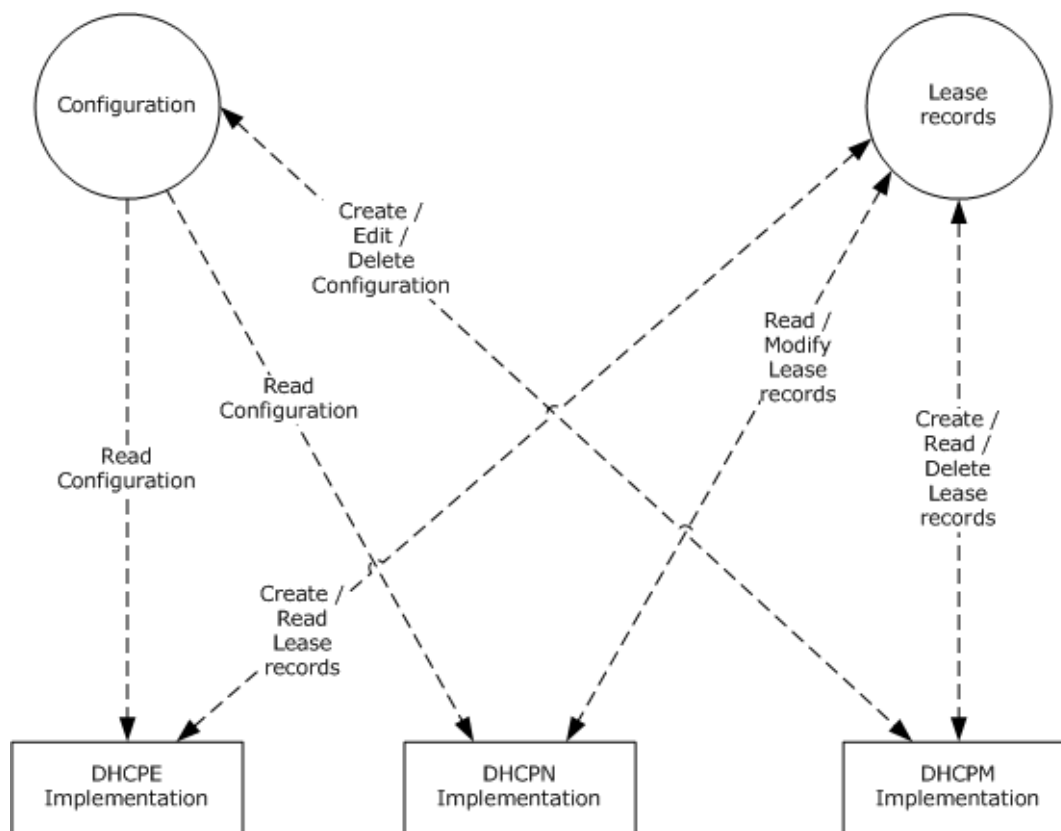 Configuration
Lease
records
Create /
Edit /
Delete
Configuration
Read /
Modify
Lease
records
Read
Configuration
Create /
Read /
Delete
Lease
records
Read
Configuration
Create /
Read
Lease
records
DHCPE
Implementation
DHCPN
Implementation
DHCPM
Implementation